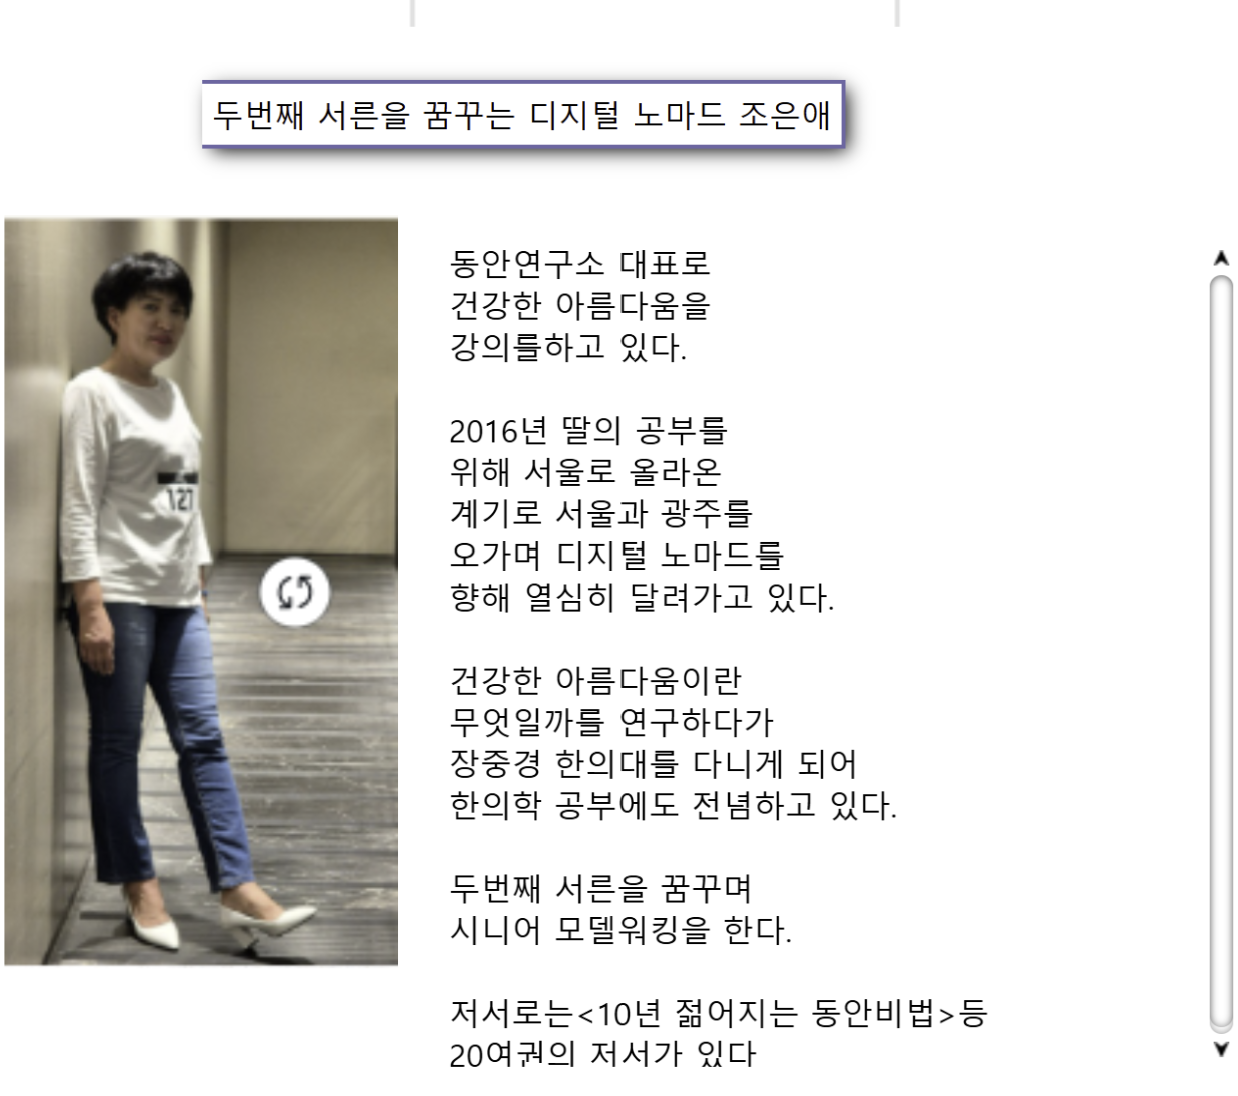 두번째 서른을 꿈꾸는 디지털 노마드 조은애
동안연구소 대표로
건강한 아름다움을
강의를하고 있다.
2016년 딸의 공부를
위해 서울로 올라온
계기로 서울과 광주를
오가며 디지털 노마드를
향해 열심히 달려가고 있다.
건강한 아름다움이란
무엇일까를 연구하다가
장중경 한의대를 다니게 되어
한의학 공부에도 전념하고 있다.
두번째 서른을 꿈꾸며
시니어 모델워킹을 한다.
저서로는<10년 젊어지는 동안비법>등
20여권의 저서가 있다
127